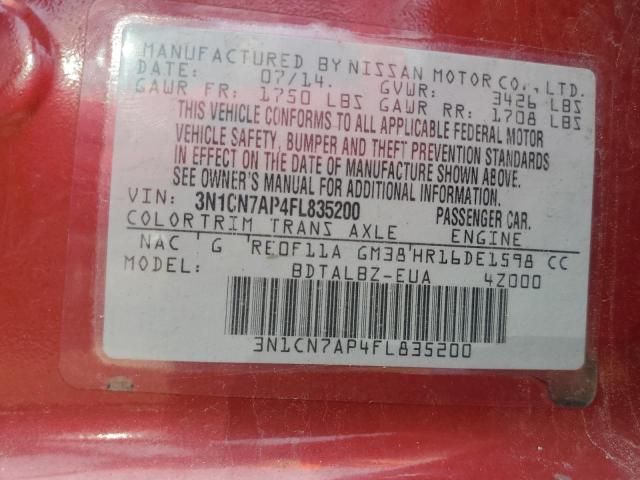 MANUFACTURED BY NISSAN MOTOR CO., LTD.
DATE: 07/14. GVWR: 3426 LBS
GAWR FR: 1750 LBS GAWR RR: 1708 LBS
THIS VEHICLE CONFORMS TO ALL APPLICABLE FEDERAL MOTOR
VEHICLE SAFETY, BUMPER AND THEFT PREVENTION STANDARDS
IN EFFECT ON THE DATE OF MANUFACTURE SHOWN ABOVE.
SEE OWNER'S MANUAL FOR ADDITIONAL INFORMATION.
VIN: 3N1CN7AP4FL835200 PASSENGER CAR.
COLOR TRIM TRANS AXLE ENGINE
NAC G RE0F11A GM38 HR16DE1598 CC
MODEL: BDTALBZ-EUA 4Z000
3N1CN7AP4FL835200